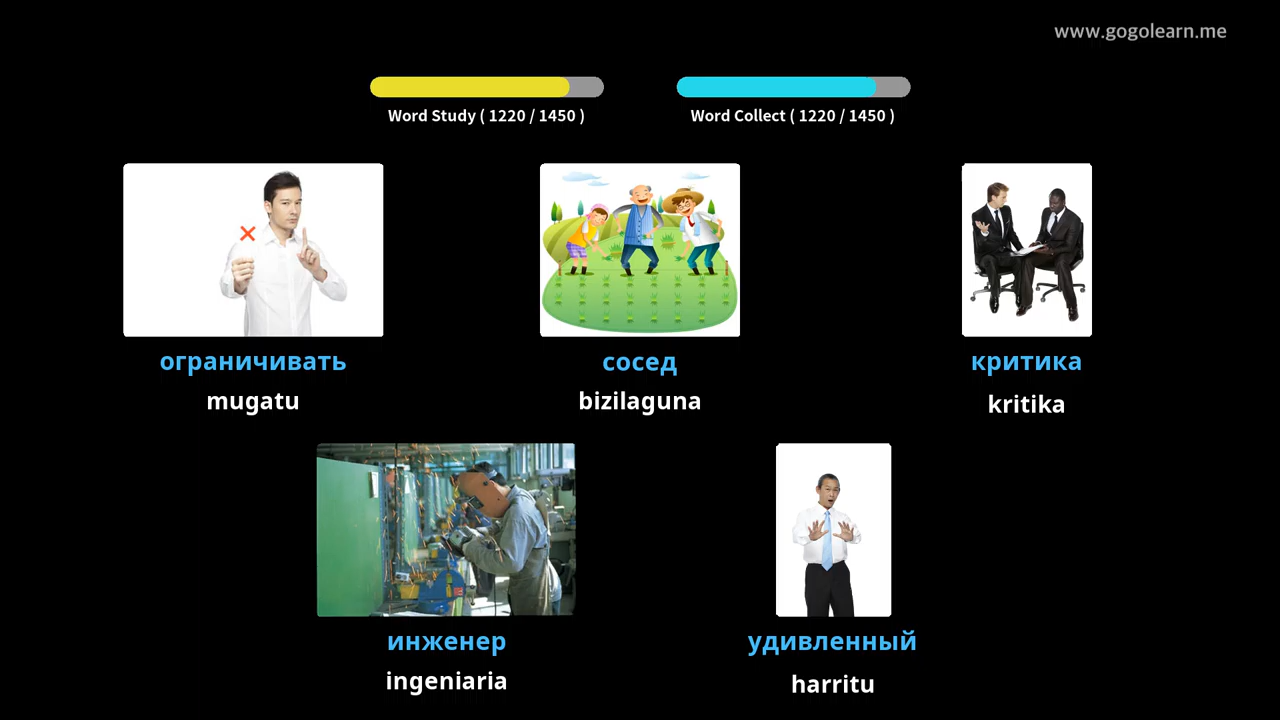 www.gogolearn.me
Word Study ( 1220 / 1450 )
Word Collect ( 1220 / 1450 )
ограничивать
mugatu
сосед
bizilaguna
критика
kritika
инженер
ingeniaria
удивленный
harritu